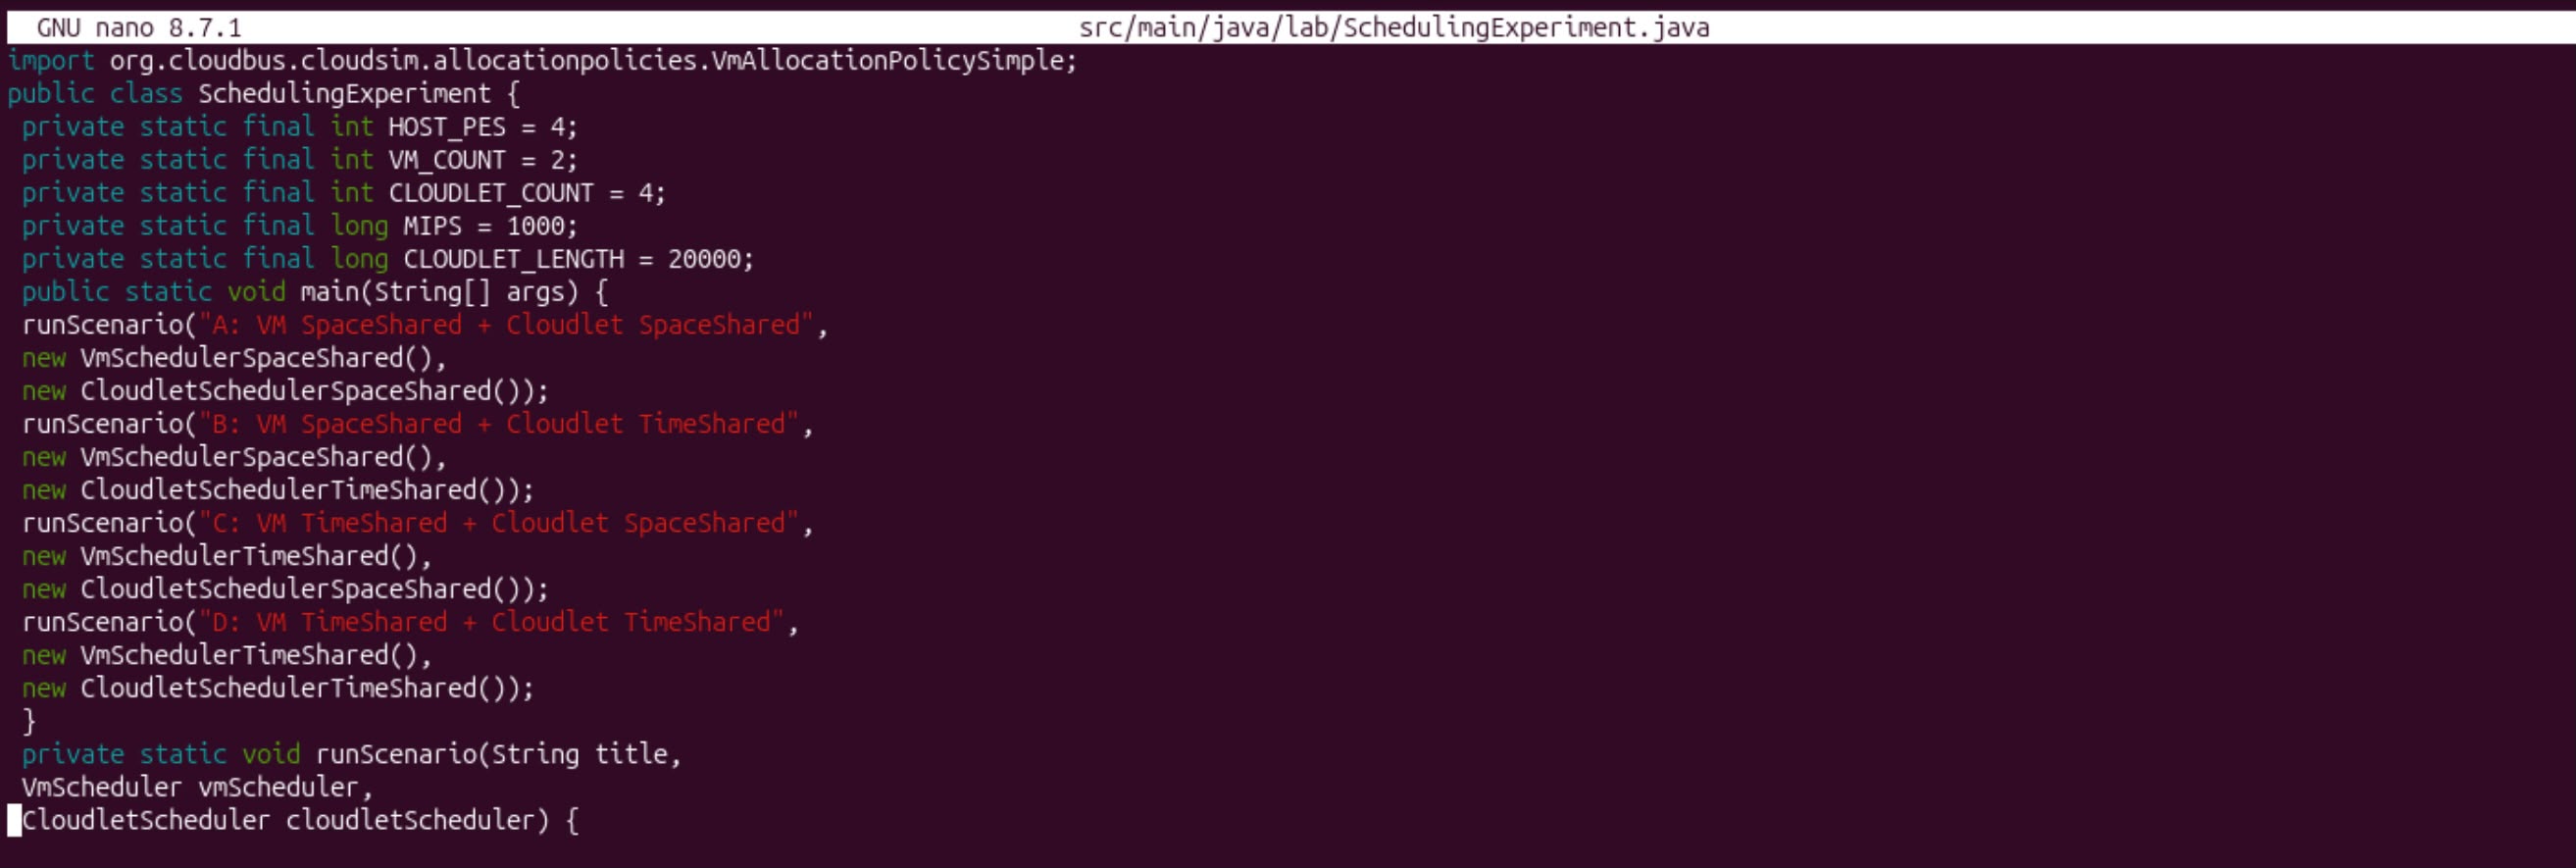 GNU nano 8.7.1 src/main/java/lab/SchedulingExperiment.java
import org.cloudbus.cloudsim.allocationpolicies.VmAllocationPolicySimple;
public class SchedulingExperiment {
 private static final int HOST_PES = 4;
 private static final int VM_COUNT = 2;
 private static final int CLOUDLET_COUNT = 4;
 private static final long MIPS = 1000;
 private static final long CLOUDLET_LENGTH = 20000;
 public static void main(String[] args) {
 runScenario("A: VM SpaceShared + Cloudlet SpaceShared",
 new VmSchedulerSpaceShared(),
 new CloudletSchedulerSpaceShared());
 runScenario("B: VM SpaceShared + Cloudlet TimeShared",
 new VmSchedulerSpaceShared(),
 new CloudletSchedulerTimeShared());
 runScenario("C: VM TimeShared + Cloudlet SpaceShared",
 new VmSchedulerTimeShared(),
 new CloudletSchedulerSpaceShared());
 runScenario("D: VM TimeShared + Cloudlet TimeShared",
 new VmSchedulerTimeShared(),
 new CloudletSchedulerTimeShared());
 }
 private static void runScenario(String title,
 VmScheduler vmScheduler,
 CloudletScheduler cloudletScheduler) {